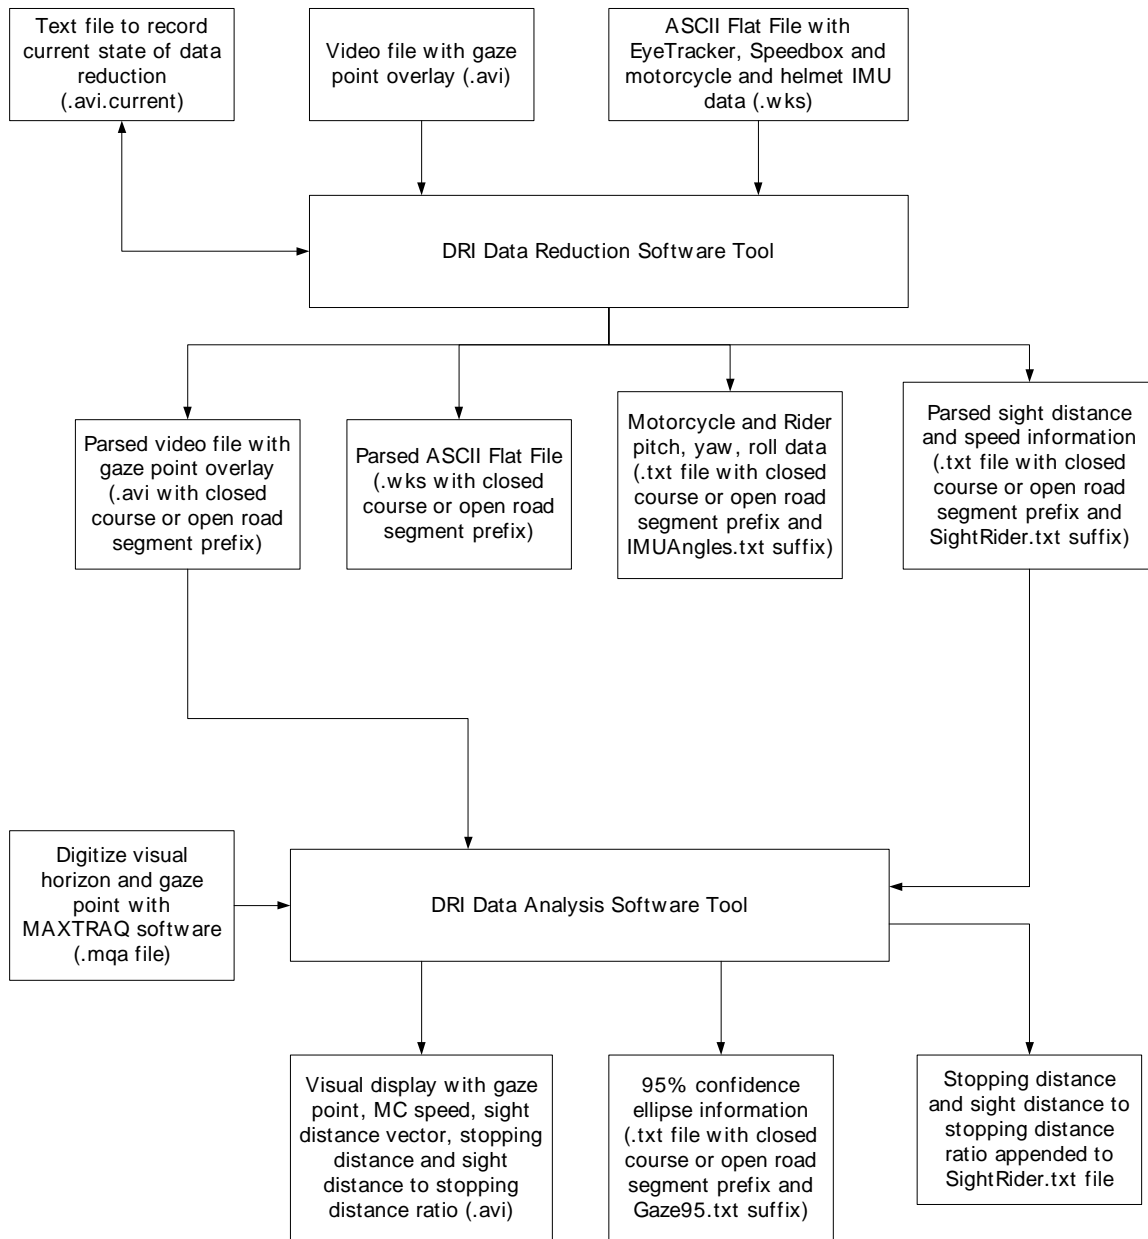 Text file to record
current state of data
reduction
(.avi.current)
Video file with gaze
point overlay (.avi)
ASCII Flat File with
EyeTracker, Speedbox and
motorcycle and helmet IMU
data (.wks)
DRI Data Reduction Software Tool
Parsed video file with
gaze point overlay
(.avi with closed
course or open road
segment prefix)
Parsed ASCII Flat File
(.wks with closed
course or open road
segment prefix)
Motorcycle and Rider
pitch, yaw, roll data
(.txt file with closed
course or open road
segment prefix and
IMUAngles.txt suffix)
Parsed sight distance
and speed information
(.txt file with closed
course or open road
segment prefix and
SightRider.txt suffix)
Digitize visual
horizon and gaze
point with
MAXTRAQ software
(.mqa file)
DRI Data Analysis Software Tool
Visual display with gaze
point, MC speed, sight
distance vector, stopping
distance and sight
distance to stopping
distance ratio (.avi)
95% confidence
ellipse information
(.txt file with closed
course or open road
segment prefix and
Gaze95.txt suffix)
Stopping distance
and sight distance to
stopping distance
ratio appended to
SightRider.txt file